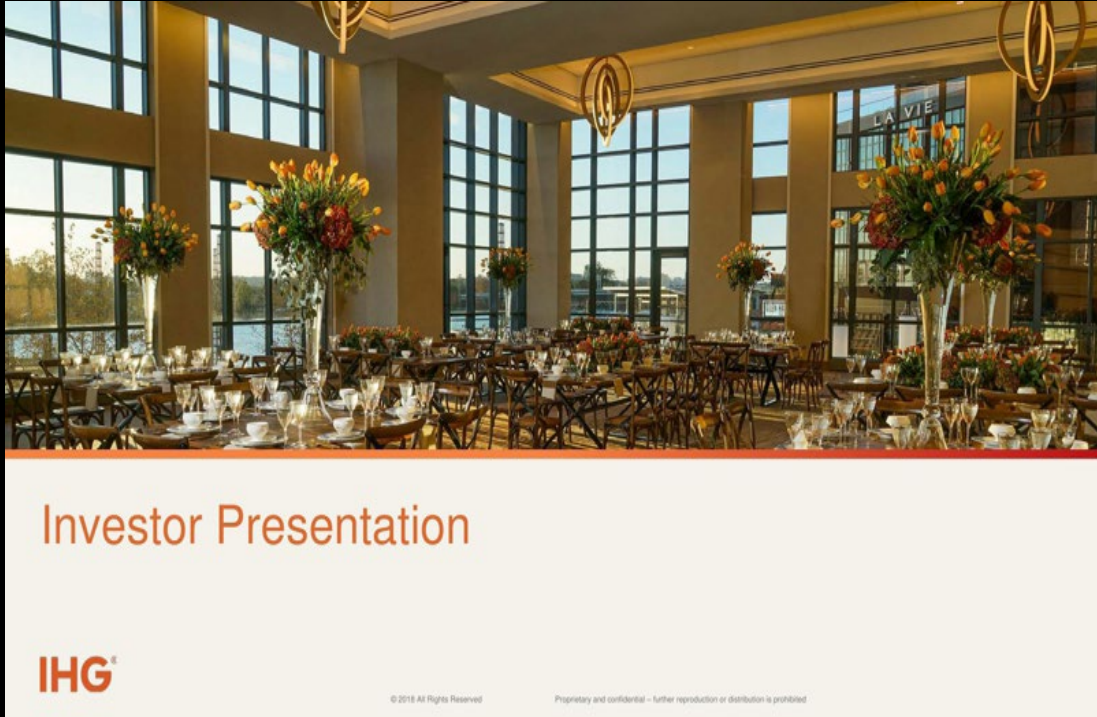 LA VIE
Investor Presentation
IHG®
© 2018 All Rights Reserved
Proprietary and confidential – further reproduction or distribution is prohibited